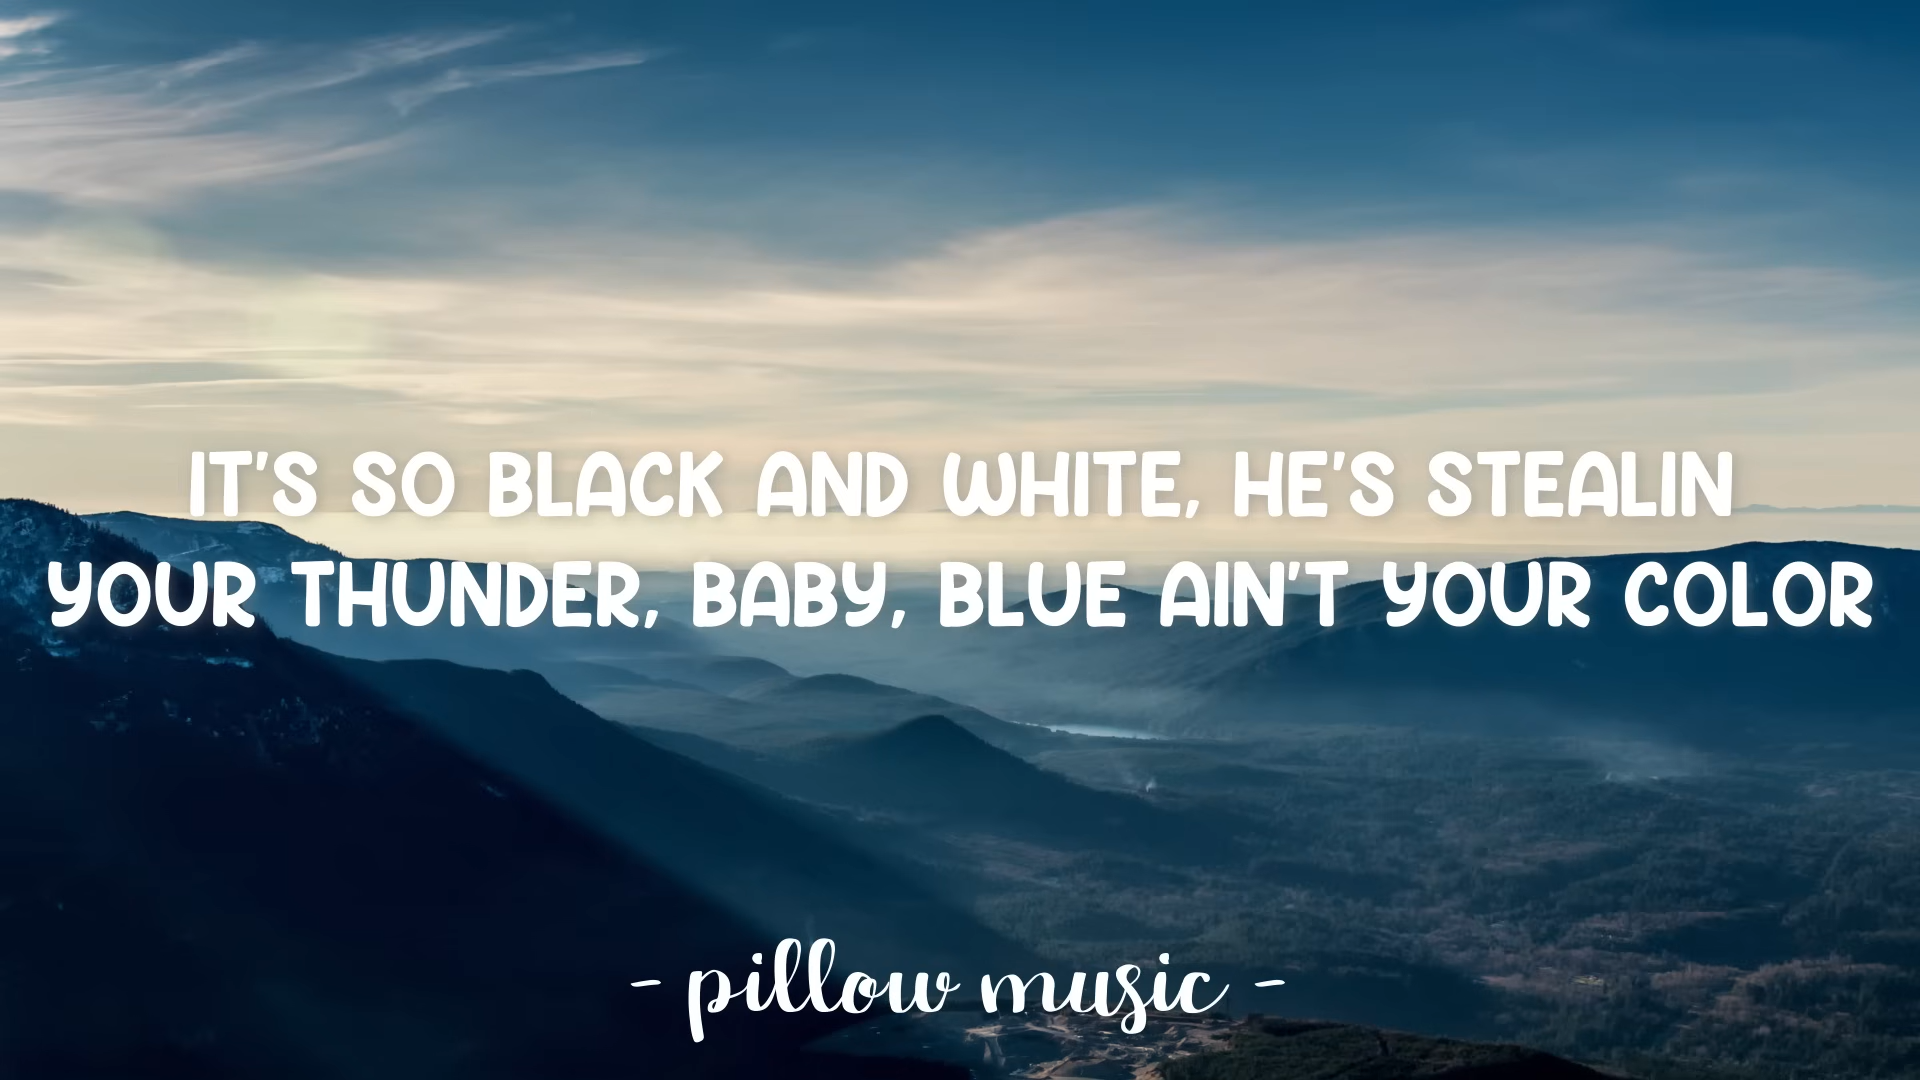 IT'S SO BLACK AND WHITE, HE'S STEALIN
YOUR THUNDER, BABY, BLUE AIN'T YOUR COLOR
- pillow music -